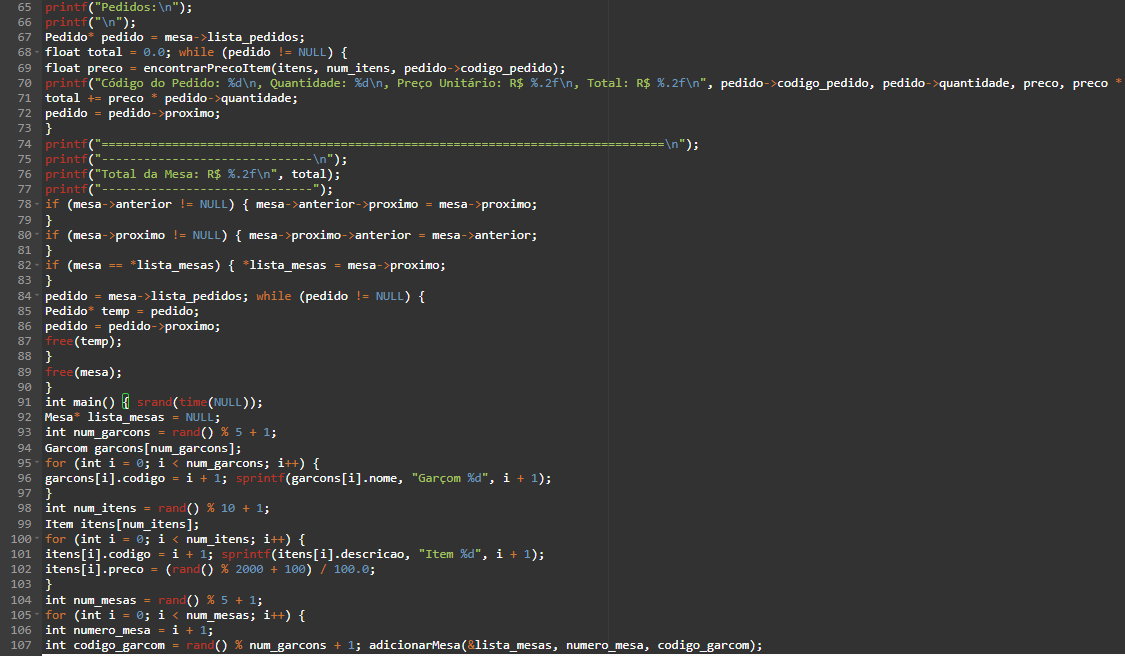 65 printf("Pedidos:\n");
66 printf("\n");
67 Pedido* pedido = mesa->lista_pedidos;
68 float total = 0.0; while (pedido != NULL) {
69 float preco = encontrarPrecoItem(itens, num_itens, pedido->codigo_pedido);
70 printf("Código do Pedido: %d\n, Quantidade: %d\n, Preço Unitário: R$ %.2f\n, Total: R$ %.2f\n", pedido->codigo_pedido, pedido->quantidade, preco, preco *
71 total += preco * pedido->quantidade;
72 pedido = pedido->proximo;
73 }
74 printf("================================================================================\n");
75 printf("------------------------------\n");
76 printf("Total da Mesa: R$ %.2f\n", total);
77 printf("------------------------------");
78 if (mesa->anterior != NULL) { mesa->anterior->proximo = mesa->proximo;
79 }
80 if (mesa->proximo != NULL) { mesa->proximo->anterior = mesa->anterior;
81 }
82 if (mesa == *lista_mesas) { *lista_mesas = mesa->proximo;
83 }
84 pedido = mesa->lista_pedidos; while (pedido != NULL) {
85 Pedido* temp = pedido;
86 pedido = pedido->proximo;
87 free(temp);
88 }
89 free(mesa);
90 }
91 int main() { srand(time(NULL));
92 Mesa* lista_mesas = NULL;
93 int num_garcons = rand() % 5 + 1;
94 Garcom garcons[num_garcons];
95 for (int i = 0; i < num_garcons; i++) {
96 garcons[i].codigo = i + 1; sprintf(garcons[i].nome, "Garçom %d", i + 1);
97 }
98 int num_itens = rand() % 10 + 1;
99 Item itens[num_itens];
100 for (int i = 0; i < num_itens; i++) {
101 itens[i].codigo = i + 1; sprintf(itens[i].descricao, "Item %d", i + 1);
102 itens[i].preco = (rand() % 2000 + 100) / 100.0;
103 }
104 int num_mesas = rand() % 5 + 1;
105 for (int i = 0; i < num_mesas; i++) {
106 int numero_mesa = i + 1;
107 int codigo_garcom = rand() % num_garcons + 1; adicionarMesa(&lista_mesas, numero_mesa, codigo_garcom);